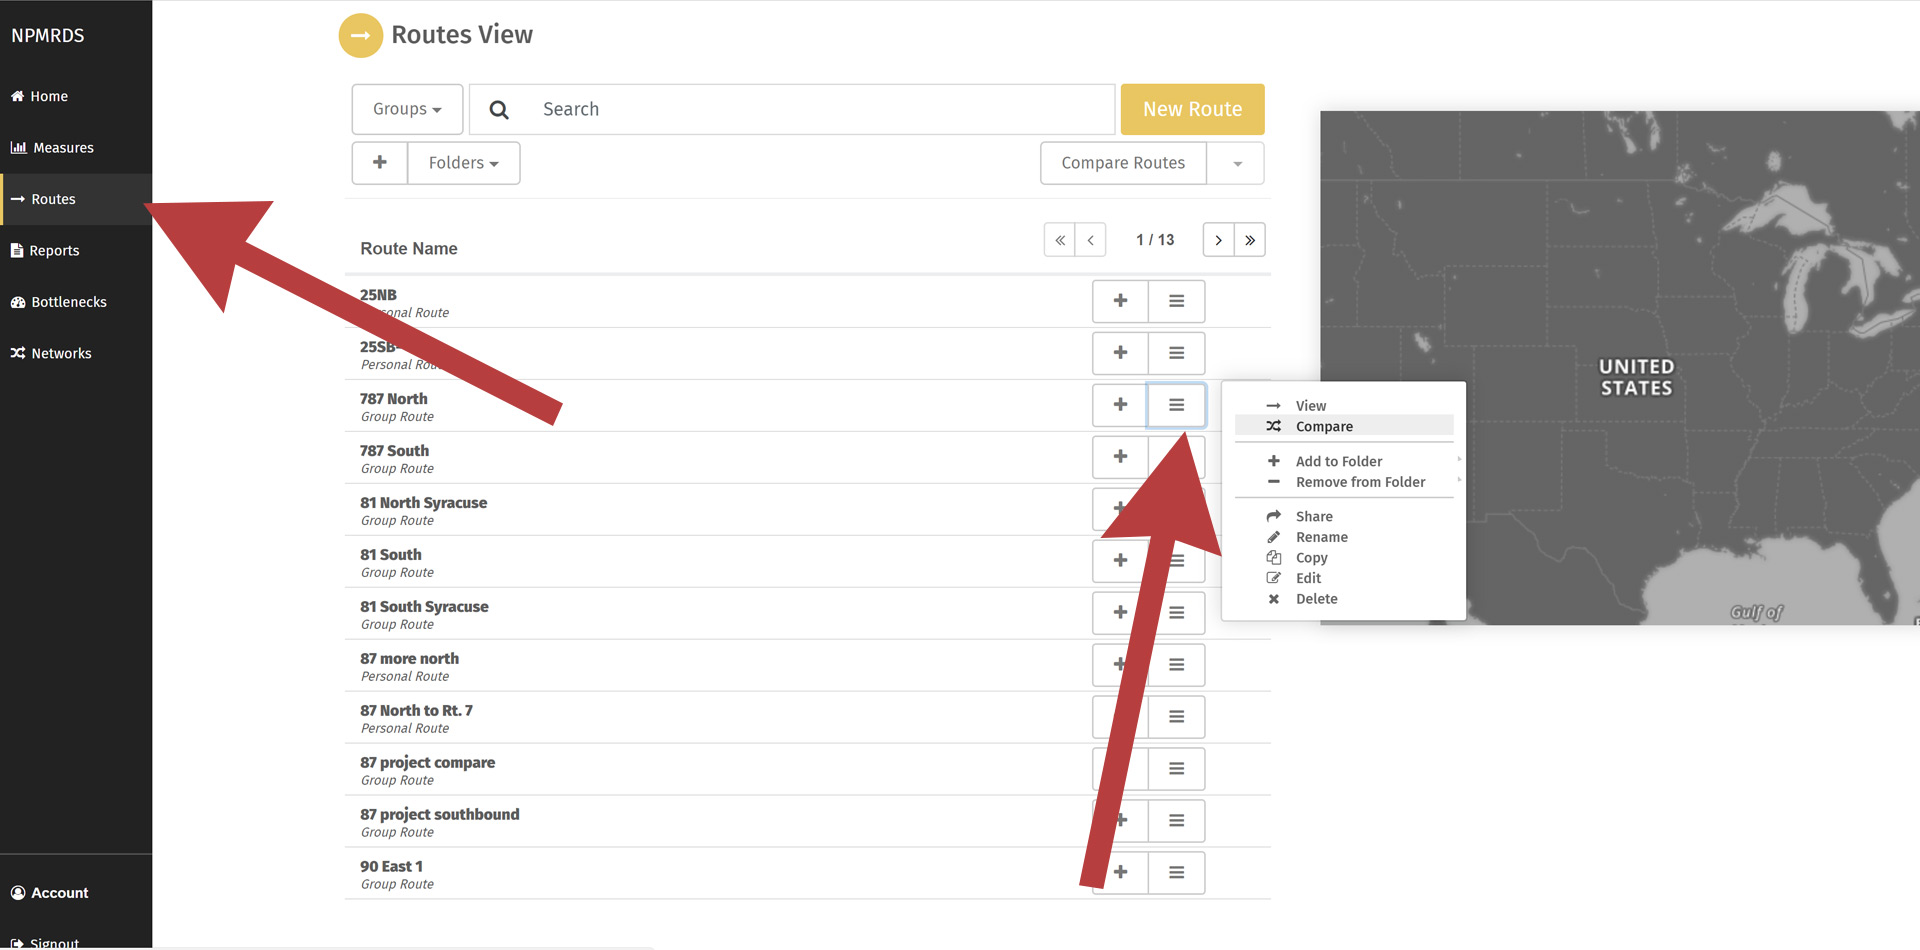 NPMRDS
Home
Measures
Routes
Reports
Bottlenecks
Networks
Account
Signout
Routes View
Groups
Search
New Route
Folders
Compare Routes
Route Name
1 / 13
25NB
Personal Route
25SB
Personal Route
787 North
Group Route
787 South
Group Route
81 North Syracuse
Group Route
81 South
Group Route
81 South Syracuse
Group Route
87 more north
Personal Route
87 North to Rt. 7
Personal Route
87 project compare
Group Route
87 project southbound
Group Route
90 East 1
Group Route
View
Compare
Add to Folder
Remove from Folder
Share
Rename
Copy
Edit
Delete
UNITED
STATES
Gulf of